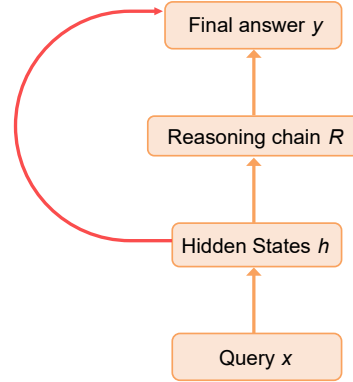 Final answer y
Reasoning chain R
Hidden States h
Query x